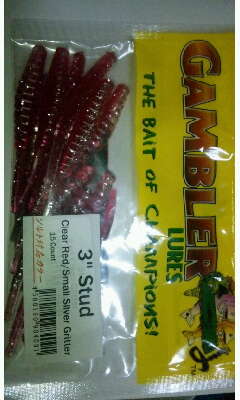 GAMBLER
LURES
THE BAIT OF CHAMPIONS!
3" Stud
Clear Red/Small Silver Glitter
15 Count